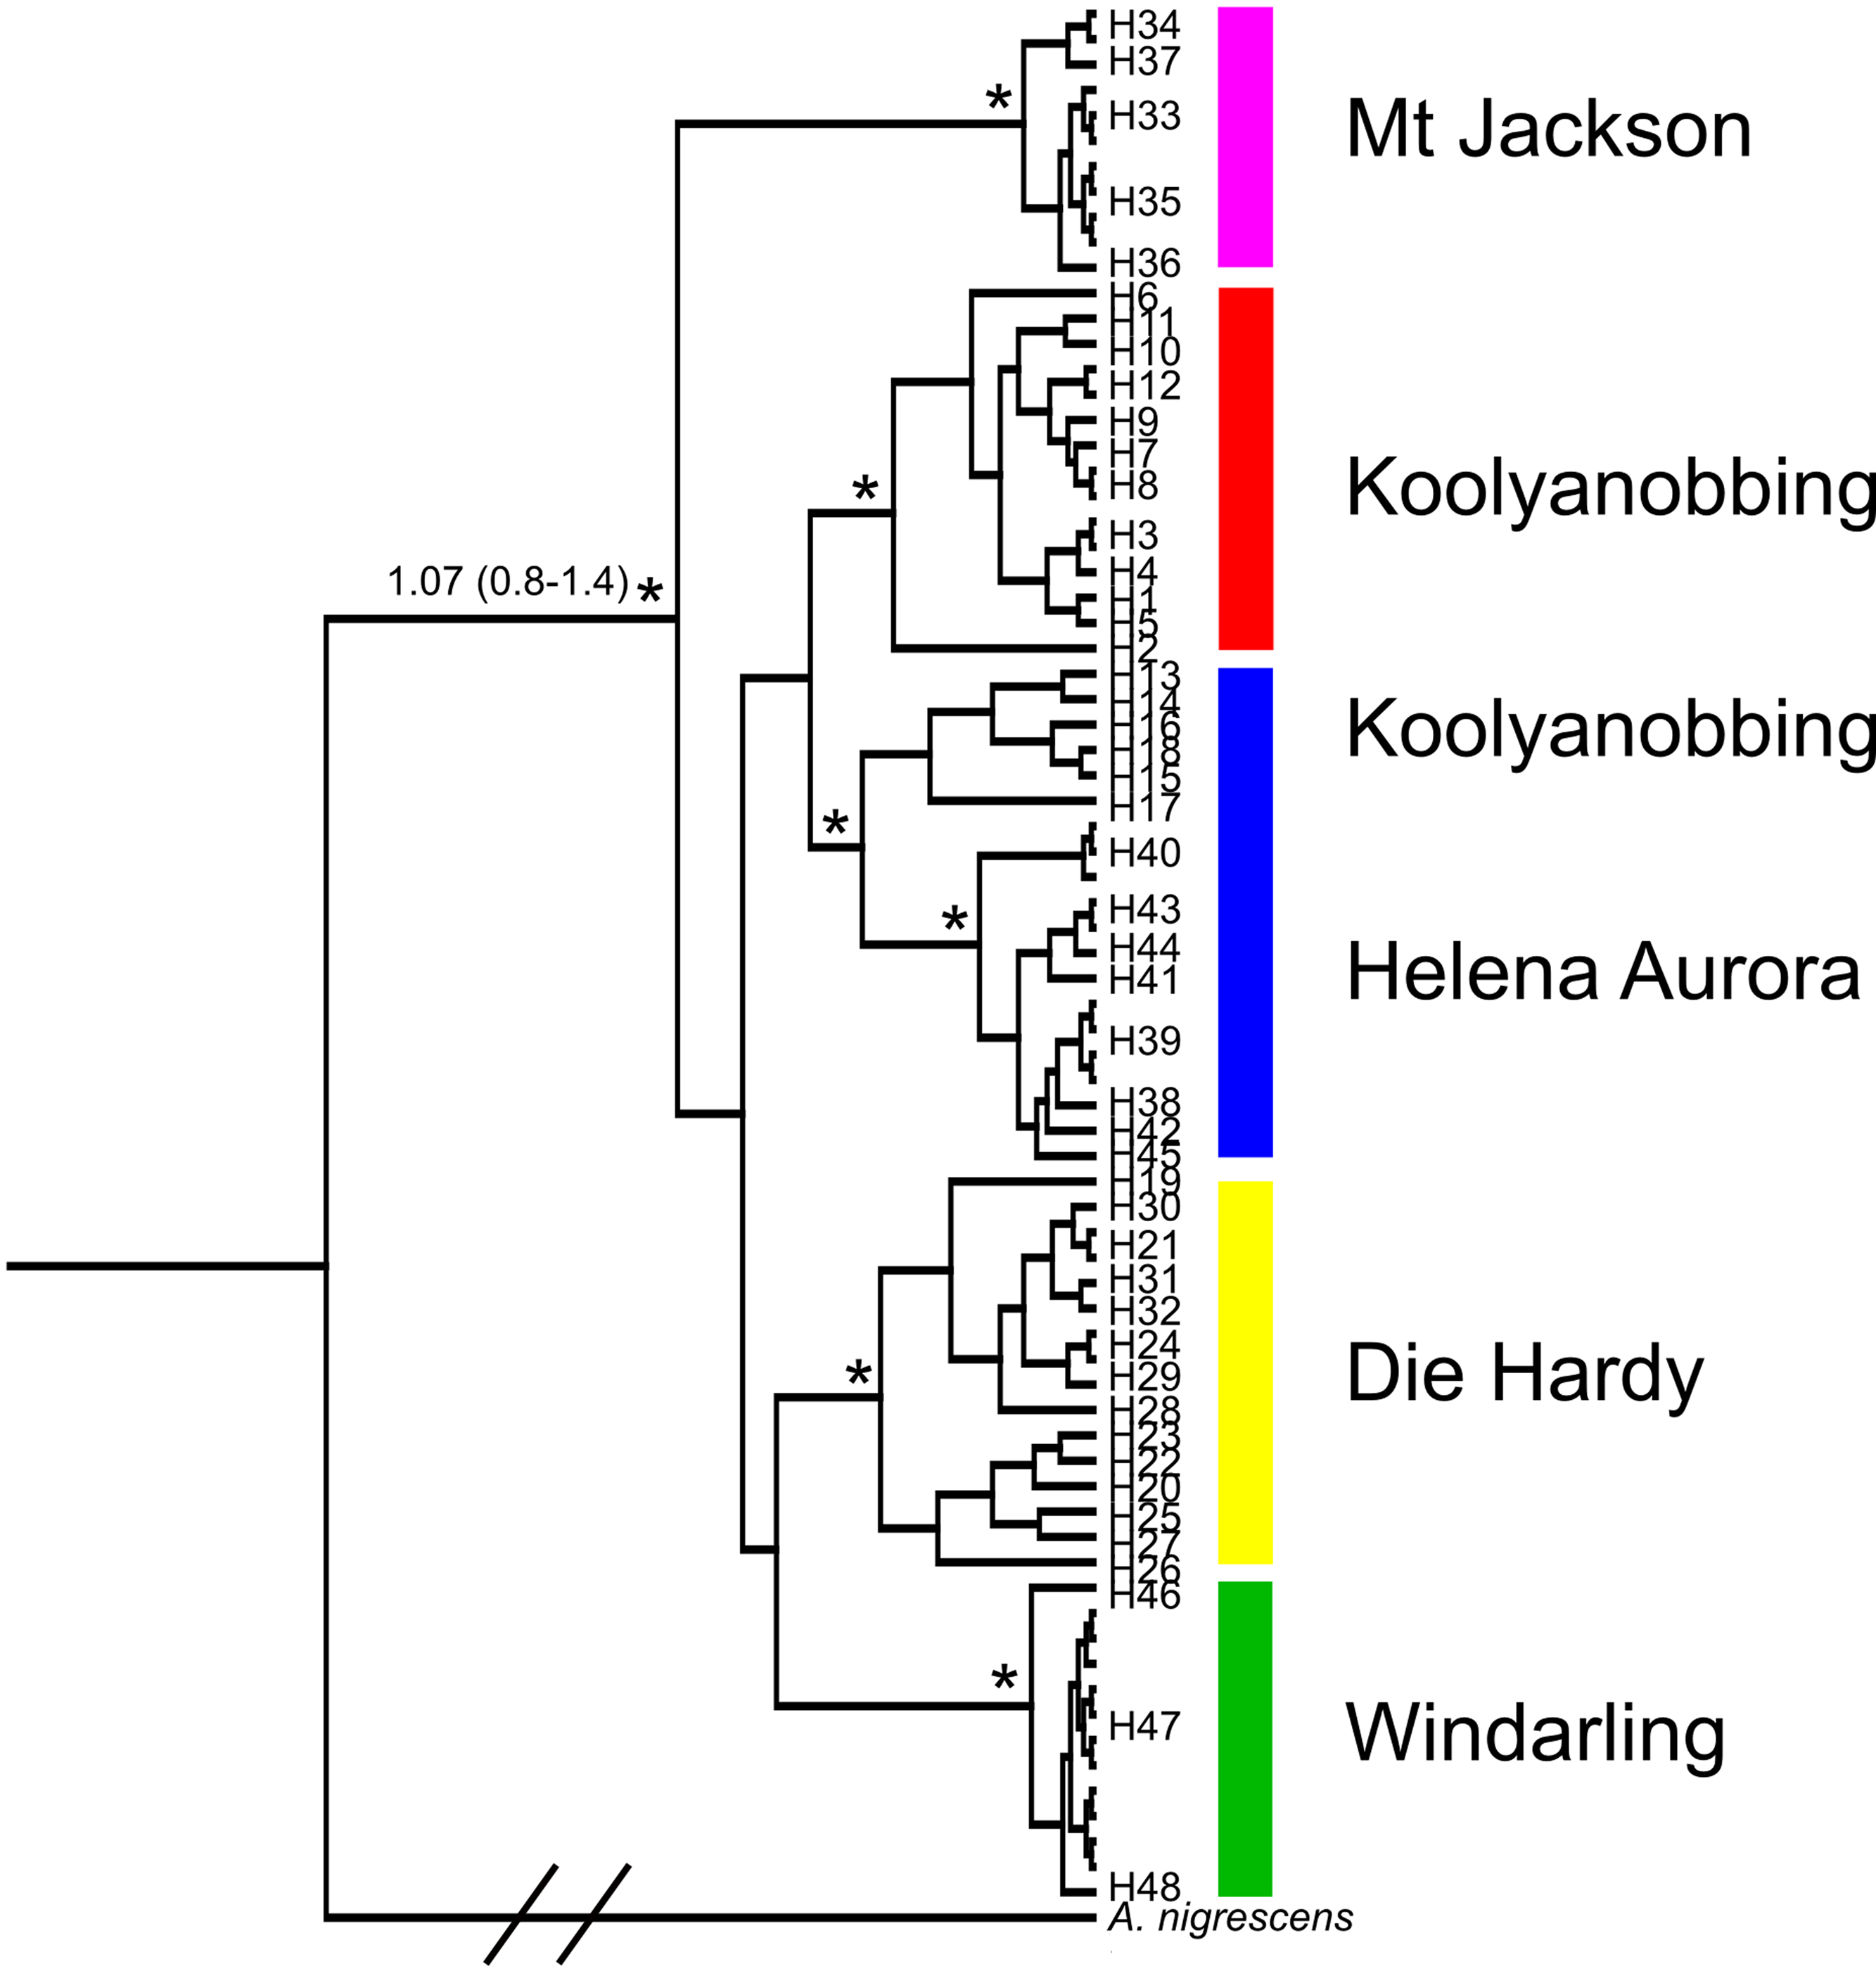 H34
H37
H33
Mt Jackson
H35
H36
H6
H11
H10
H12
H9
H7
H8
Koolyanobbing
H3
H4
1.07 (0.8-1.4)*
H1
H5
H2
H13
H14
H16
Koolyanobbing
H18
H15
H17
*
H40
*
H43
H44
H41
Helena Aurora
H39
H38
H42
H45
H19
H30
H21
H31
H32
H24
H29
Die Hardy
H28
H23
H22
H20
H25
H27
H26
H46
*
H47
Windarling
H48
A. nigrescens